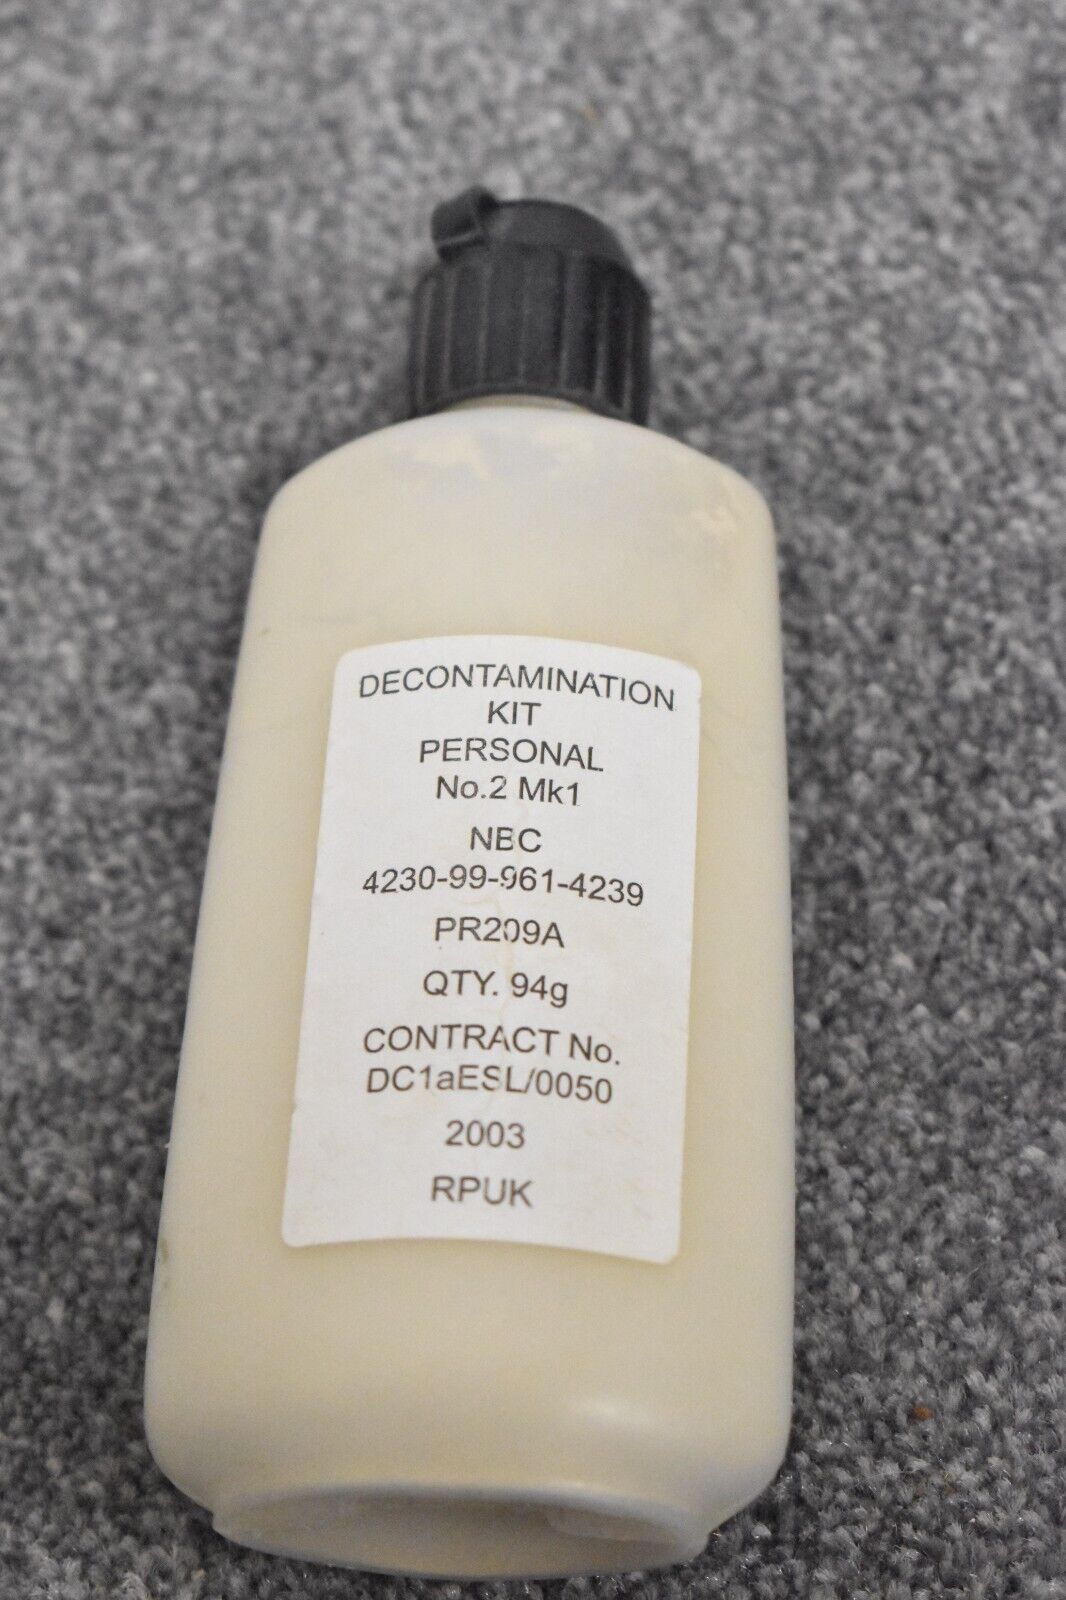 DECONTAMINATION
KIT
PERSONAL
No.2 Mk1
NBC
4230-99-961-4239
PR209A
QTY. 94g
CONTRACT No.
DC1aESL/0050
2003
RPUK